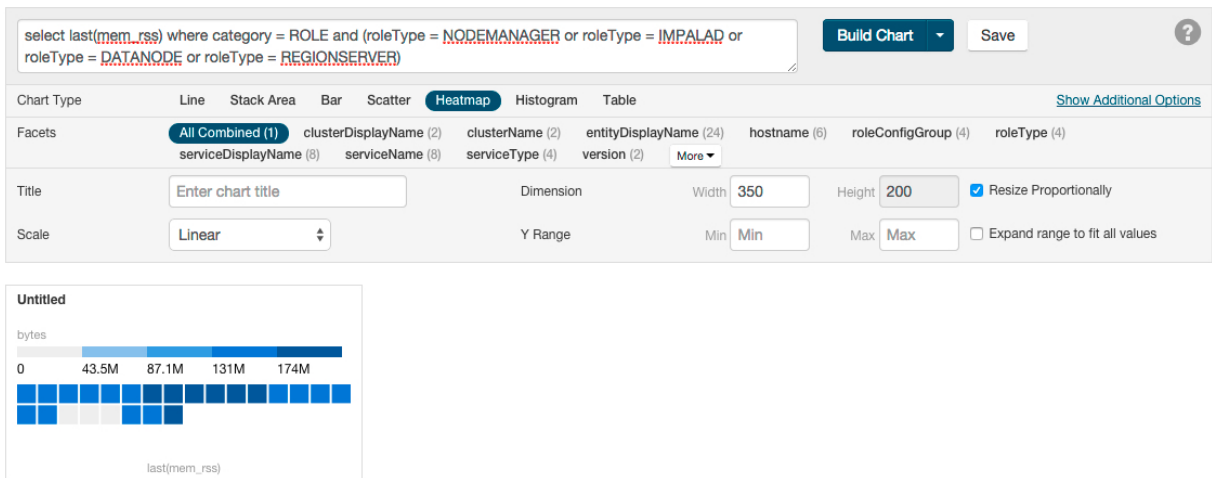 select last(mem_rss) where category = ROLE and (roleType = NODEMANAGER or roleType = IMPALAD or
roleType = DATANODE or roleType = REGIONSERVER)
Build Chart
Save
?
Chart Type Line Stack Area Bar Scatter Heatmap Histogram Table Show Additional Options
Facets All Combined (1) clusterDisplayName (2) clusterName (2) entityDisplayName (24) hostname (6) roleConfigGroup (4) roleType (4)
serviceDisplayName (8) serviceName (8) serviceType (4) version (2) More
Title Enter chart title Dimension Width 350 Height 200 Resize Proportionally
Scale Linear Y Range Min Min Max Max Expand range to fit all values
Untitled
bytes
0 43.5M 87.1M 131M 174M
last(mem_rss)